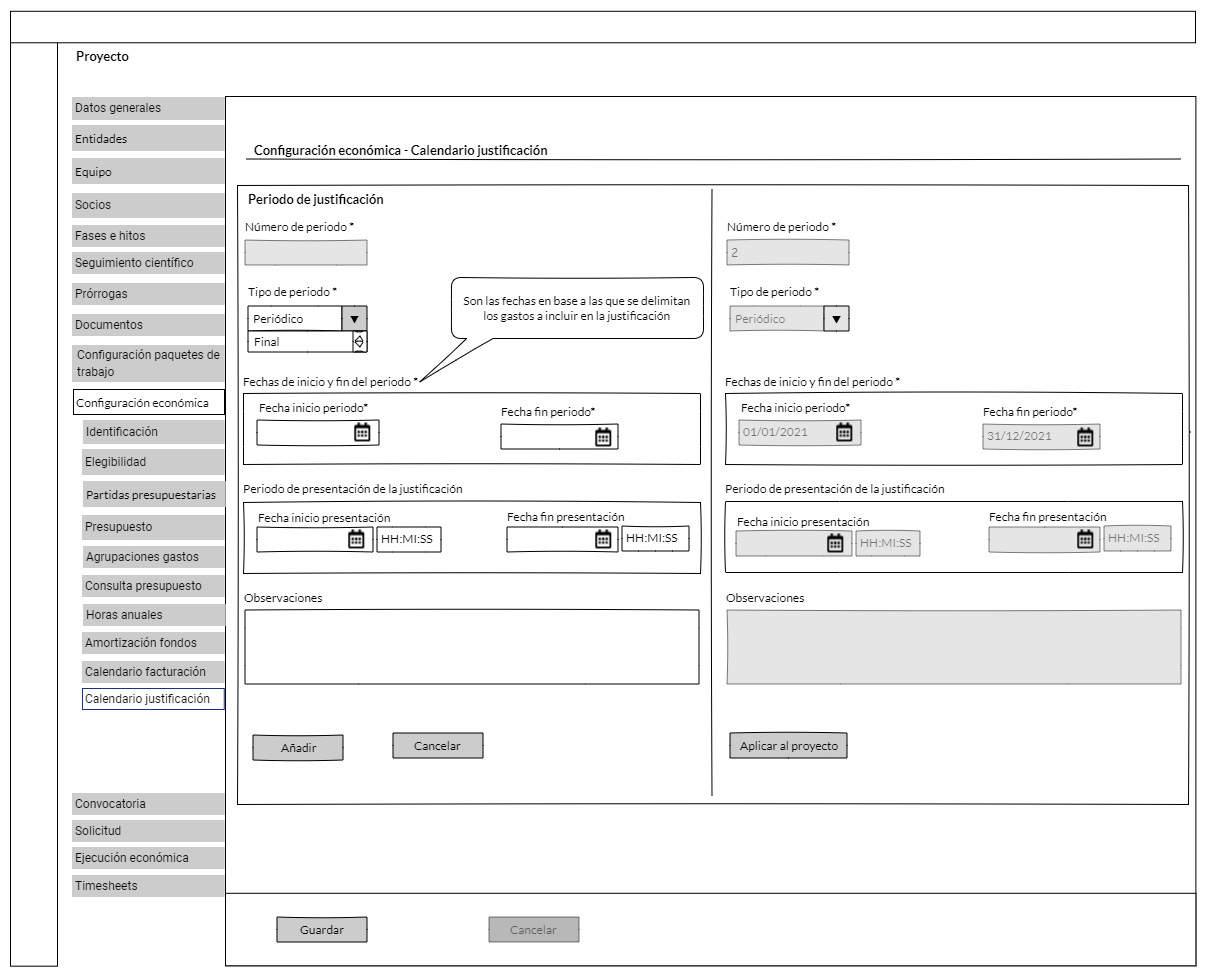 Proyecto
Datos generales
Entidades
Equipo
Socios
Fases e hitos
Seguimiento científico
Prórrogas
Documentos
Configuración paquetes de
trabajo
Configuración económica
Identificación
Elegibilidad
Partidas presupuestarias
Presupuesto
Agrupaciones gastos
Consulta presupuesto
Horas anuales
Amortización fondos
Calendario facturación
Calendario justificación
Convocatoria
Solicitud
Ejecución económica
Timesheets
Configuración económica - Calendario justificación
Periodo de justificación
Número de periodo *
Tipo de periodo *
Periódico
Final
Son las fechas en base a las que se delimitan
los gastos a incluir en la justificación
Fechas de inicio y fin del periodo *
Fecha inicio periodo*
Fecha fin periodo*
Periodo de presentación de la justificación
Fecha inicio presentación
HH:MI:SS
Fecha fin presentación
HH:MI:SS
Observaciones
Añadir
Cancelar
Número de periodo *
2
Tipo de periodo *
Periódico
Fechas de inicio y fin del periodo *
Fecha inicio periodo*
01/01/2021
Fecha fin periodo*
31/12/2021
Periodo de presentación de la justificación
Fecha inicio presentación
HH:MI:SS
Fecha fin presentación
HH:MI:SS
Observaciones
Aplicar al proyecto
Guardar
Cancelar